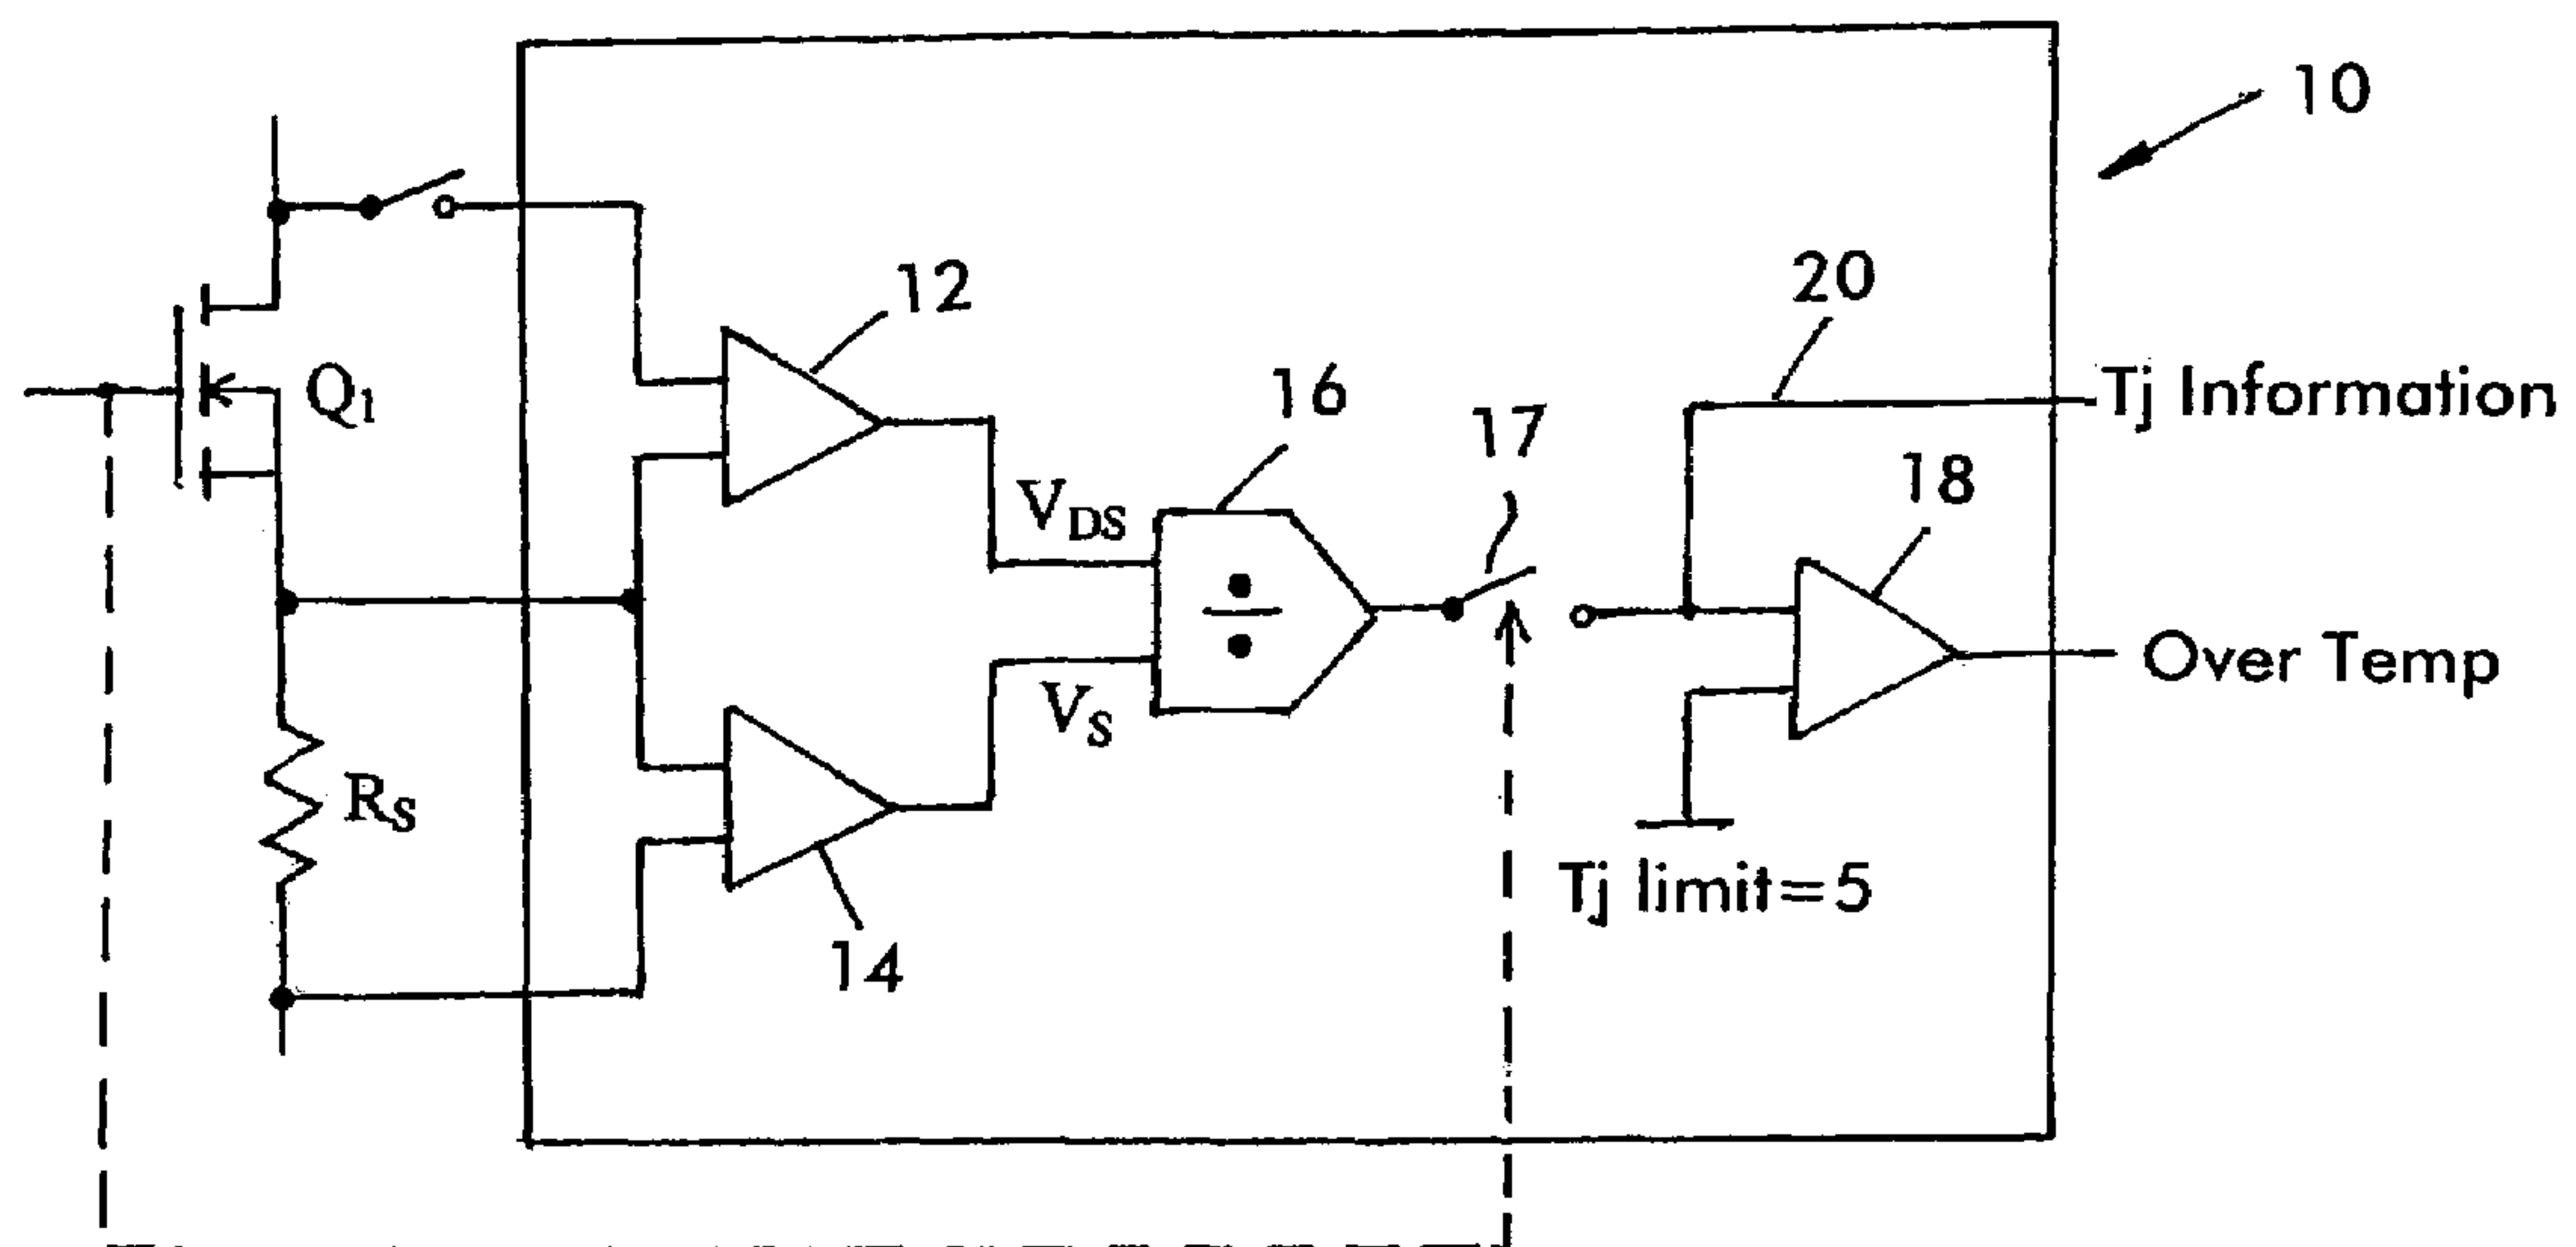 10
12
20
16
Tj Information
Q1
17
18
VDS
Over Temp
VS
RS
Tj limit=5
14